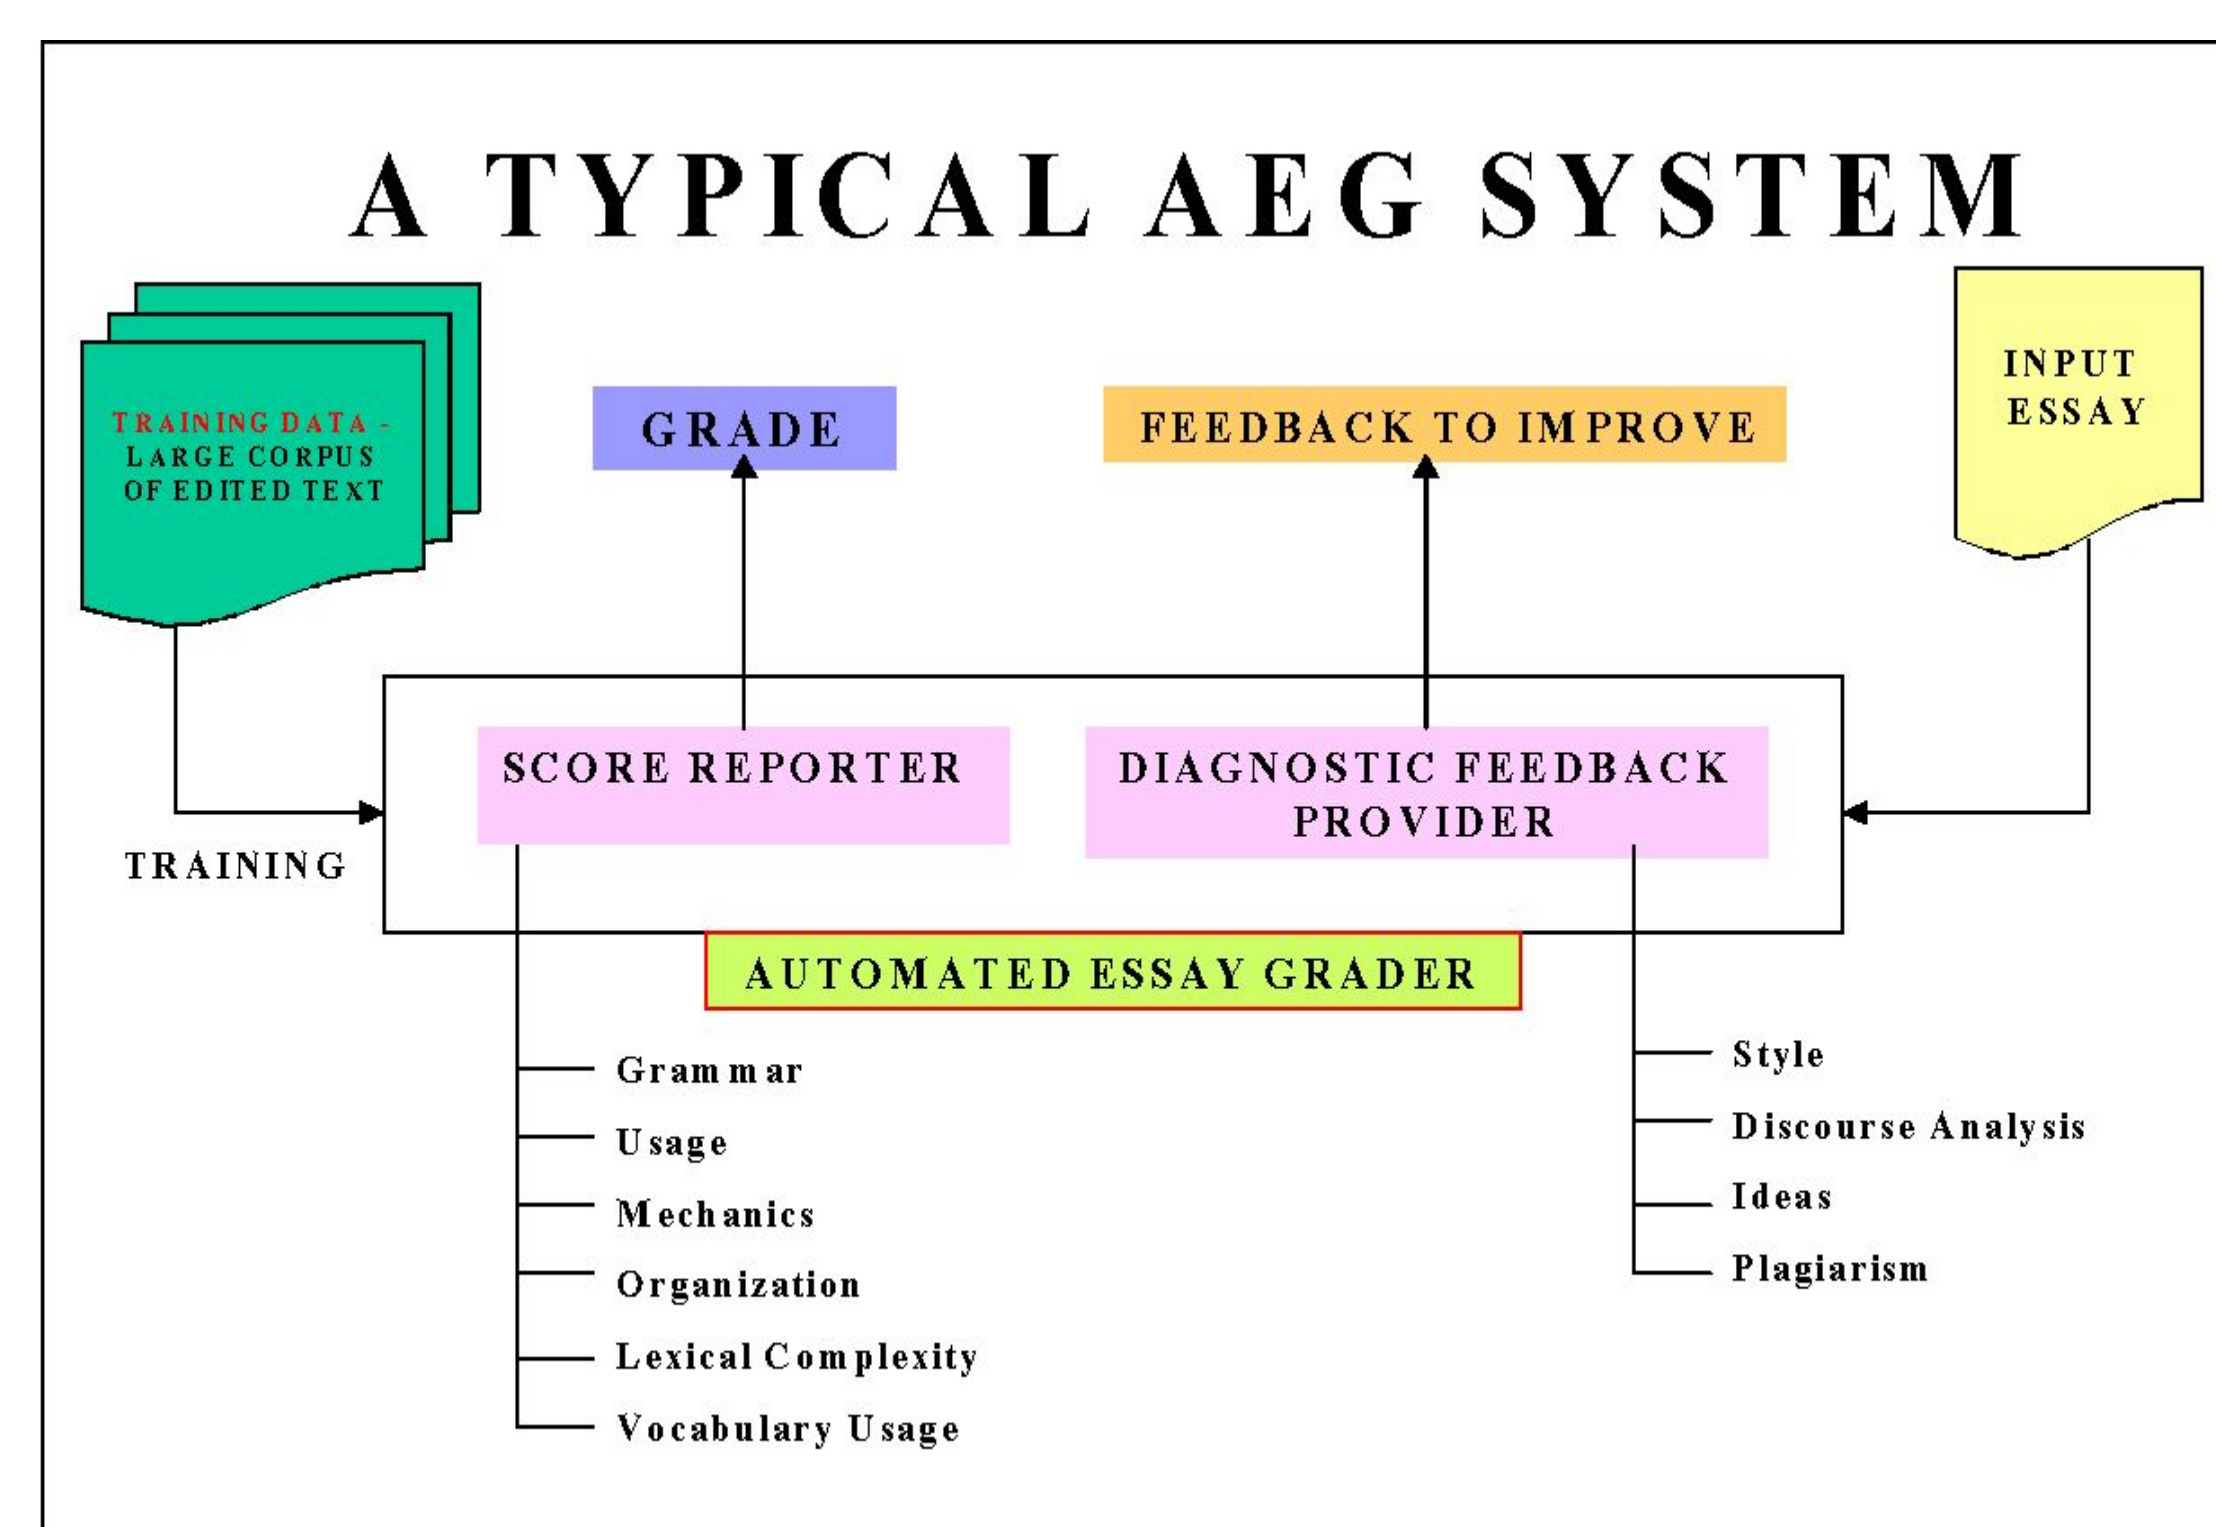 A TYPICAL AEG SYSTEM
TRAINING DATA -
LARGE CORPUS
OF EDITED TEXT
GRADE
FEEDBACK TO IMPROVE
INPUT
ESSAY
SCORE REPORTER
DIAGNOSTIC FEEDBACK
PROVIDER
TRAINING
AUTOMATED ESSAY GRADER
Grammar
Usage
Mechanics
Organization
Lexical Complexity
Vocabulary Usage
Style
Discourse Analysis
Ideas
Plagiarism